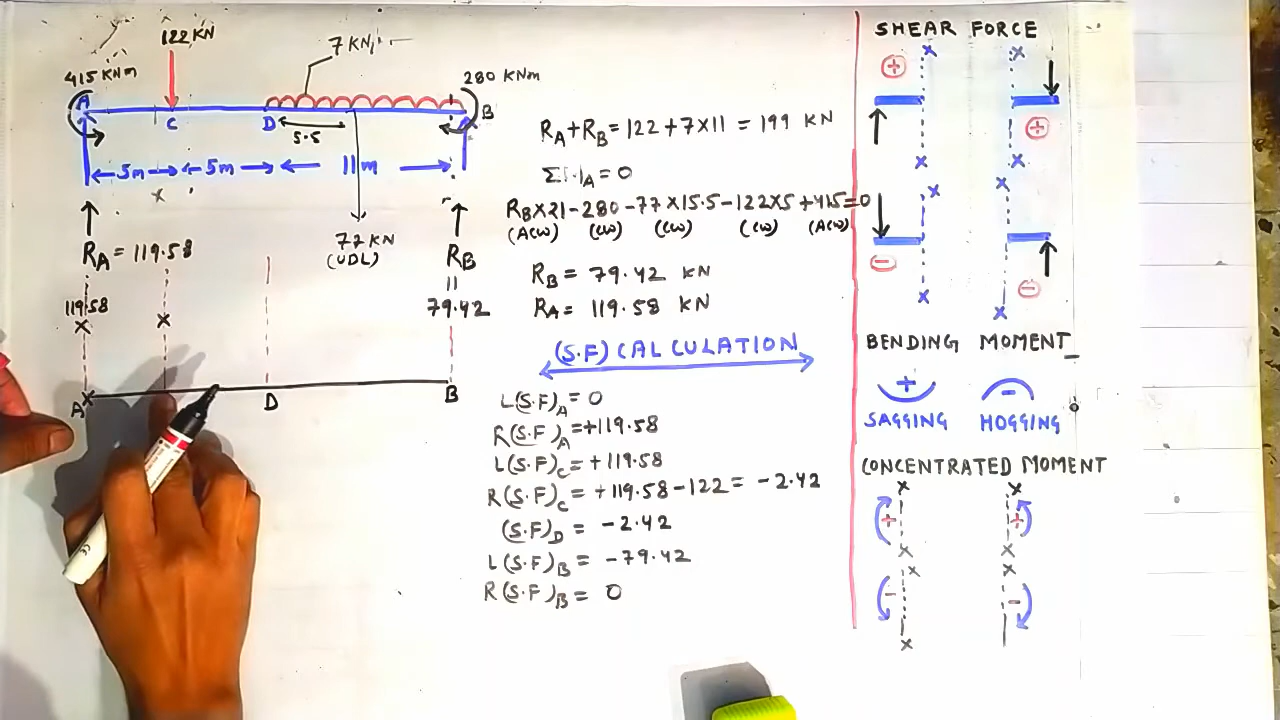 122 KN
7 KN/
415 KNm
280 KNm
A
B
C
D
5.5
5m
5m
11m
77 KN
(UDL)
RA = 119.58
RB
=
79.42
119.58
A
D
B
RA + RB = 122 + 7 × 11 = 199 KN
A = 0
RB × 21 - 280 - 77 × 15.5 - 122 × 5 + 415 = 0
(ACW) (CW) (CW) (CW) (ACW)
RB = 79.42 KN
RA = 119.58 KN
(S.F) CALCULATION
L(S.F)A = 0
R(S.F)A = +119.58
L(S.F)C = +119.58
R(S.F)C = +119.58 - 122 = -2.42
(S.F)D = -2.42
L(S.F)B = -79.42
R(S.F)B = 0
SHEAR FORCE
+
+
-
-
BENDING MOMENT
+ -
SAGGING HOGGING
CONCENTRATED MOMENT
+ +
- -